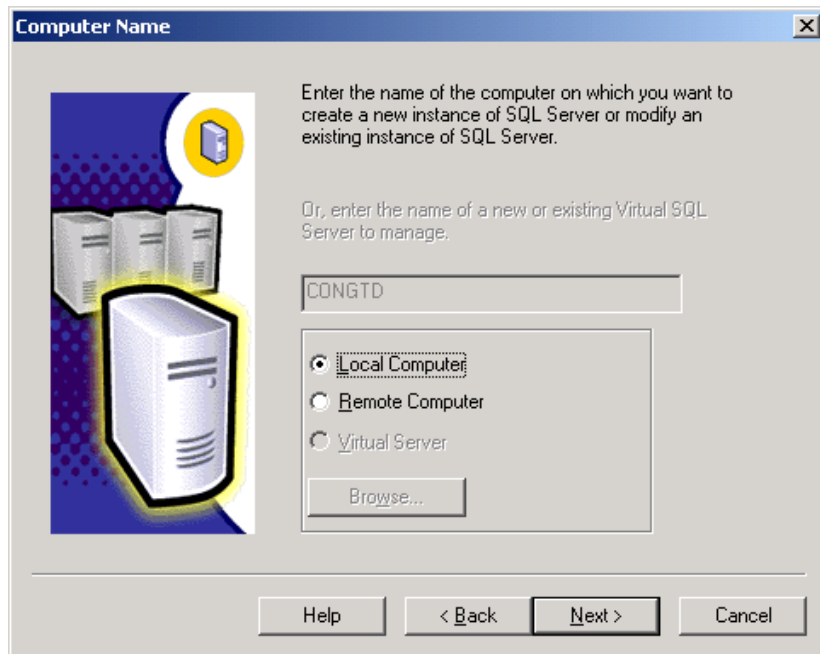 Computer Name
Enter the name of the computer on which you want to
create a new instance of SQL Server or modify an
existing instance of SQL Server.
Or, enter the name of a new or existing Virtual SQL
Server to manage.
CONGTD
Local Computer
Remote Computer
Virtual Server
Browse...
Help
< Back
Next >
Cancel